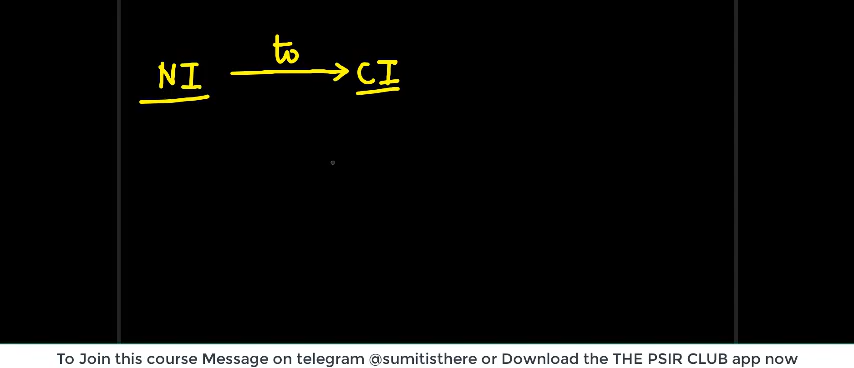 NI to CI
To Join this course Message on telegram @sumitisthere or Download the THE PSIR CLUB app now